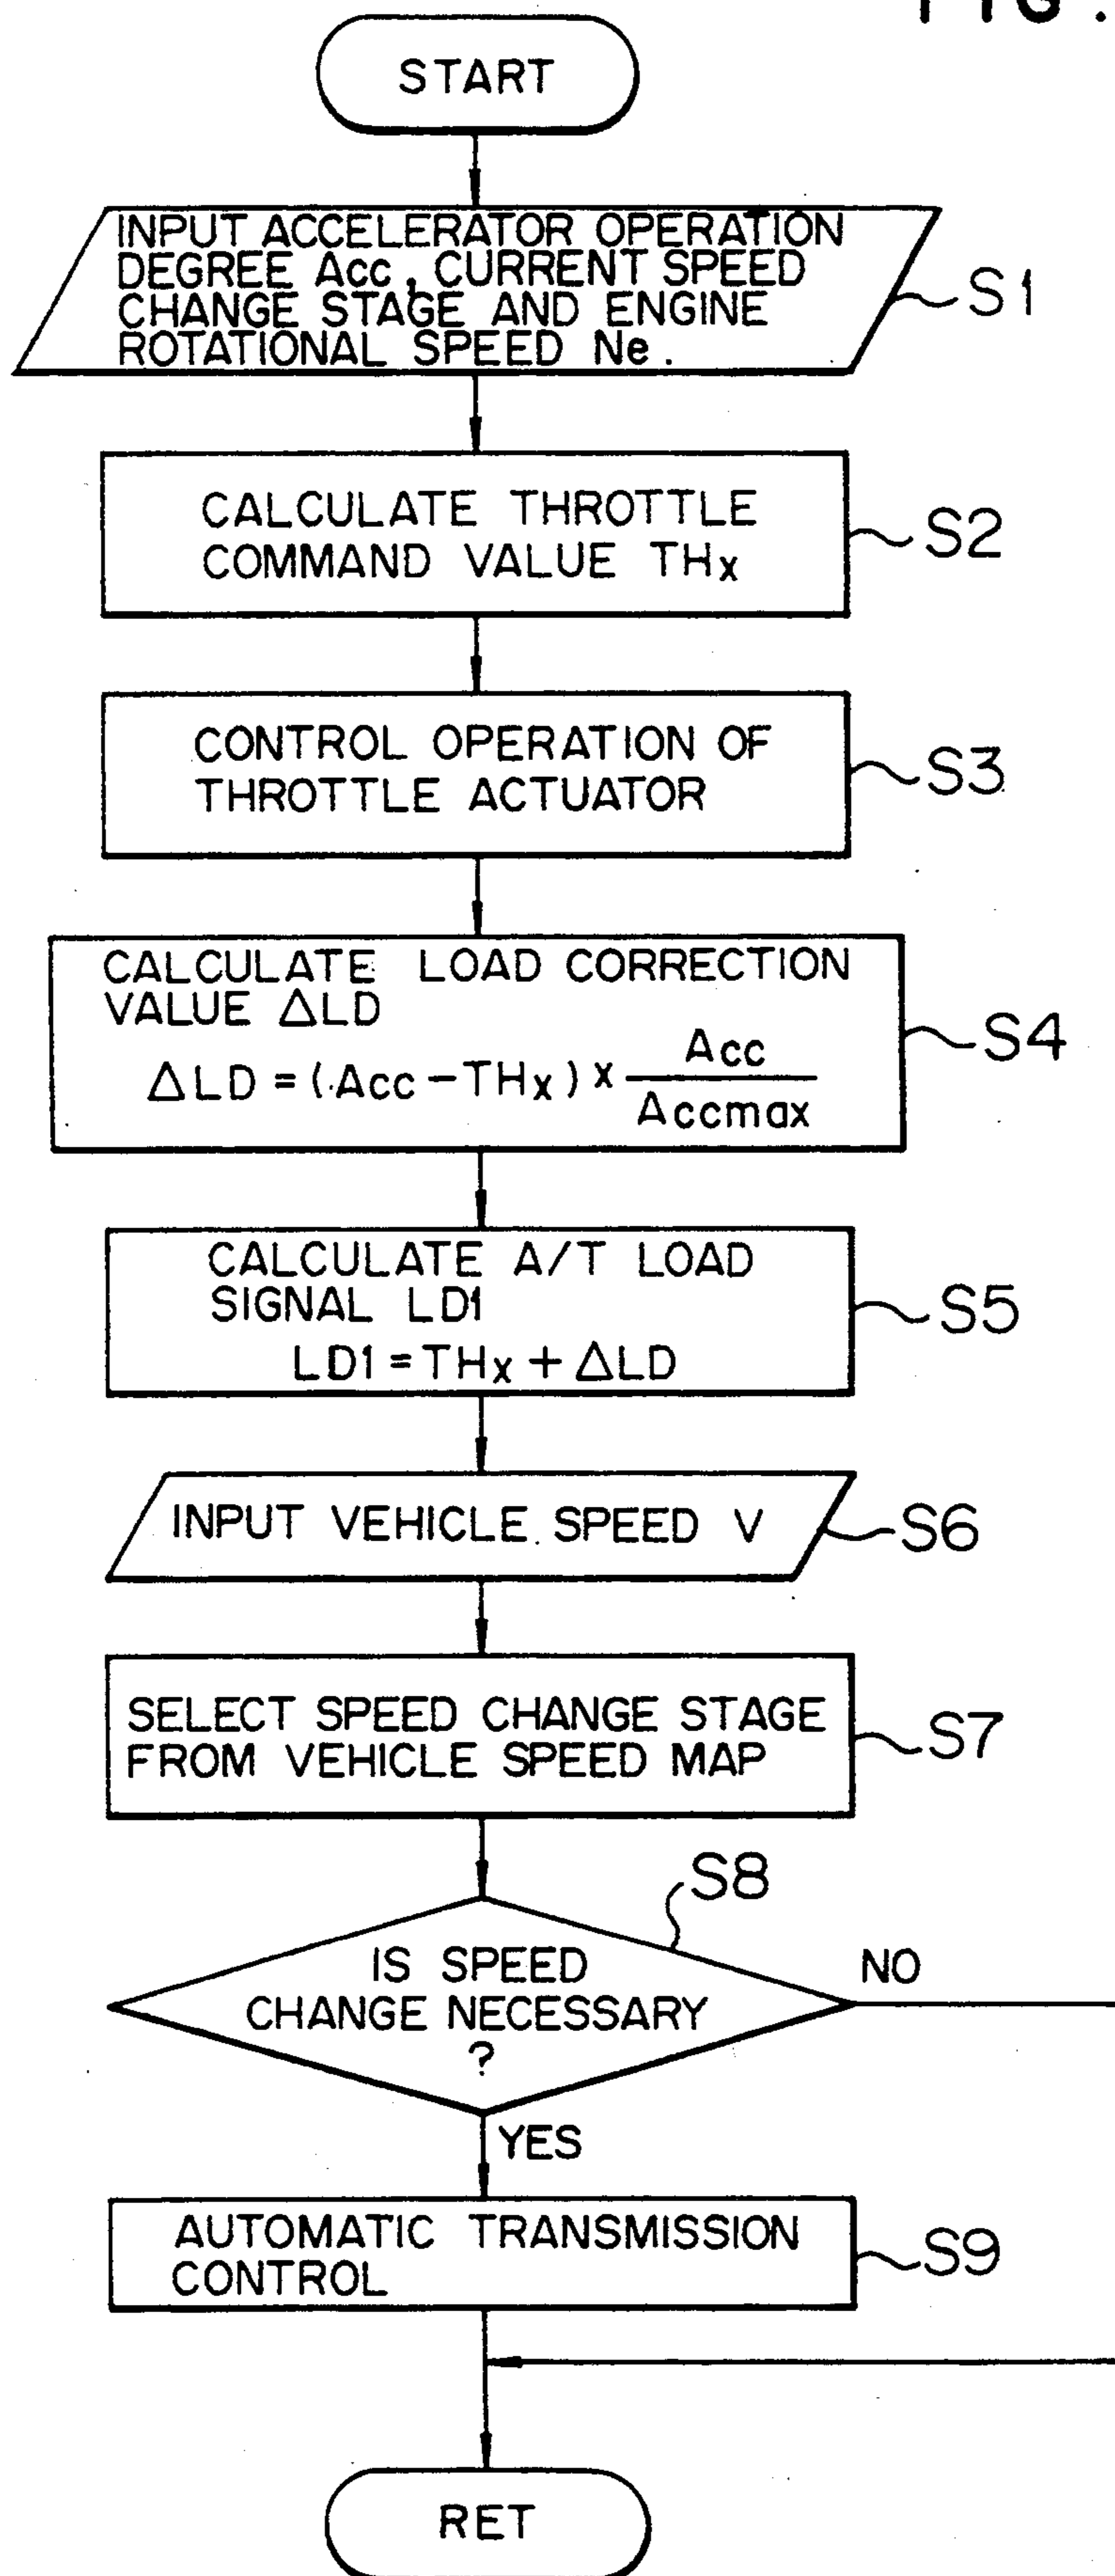 FIG.
START
INPUT ACCELERATOR OPERATION
DEGREE Acc, CURRENT SPEED
CHANGE STAGE AND ENGINE
ROTATIONAL SPEED Ne.
S1
CALCULATE THROTTLE
COMMAND VALUE THx
S2
CONTROL OPERATION OF
THROTTLE ACTUATOR
S3
CALCULATE LOAD CORRECTION
VALUE ΔLD
ΔLD = (Acc - THx) × Acc / Accmax
S4
CALCULATE A/T LOAD
SIGNAL LD1
LD1 = THx + ΔLD
S5
INPUT VEHICLE SPEED V
S6
SELECT SPEED CHANGE STAGE
FROM VEHICLE SPEED MAP
S7
S8
IS SPEED
CHANGE NECESSARY
?
NO
YES
AUTOMATIC TRANSMISSION
CONTROL
S9
RET